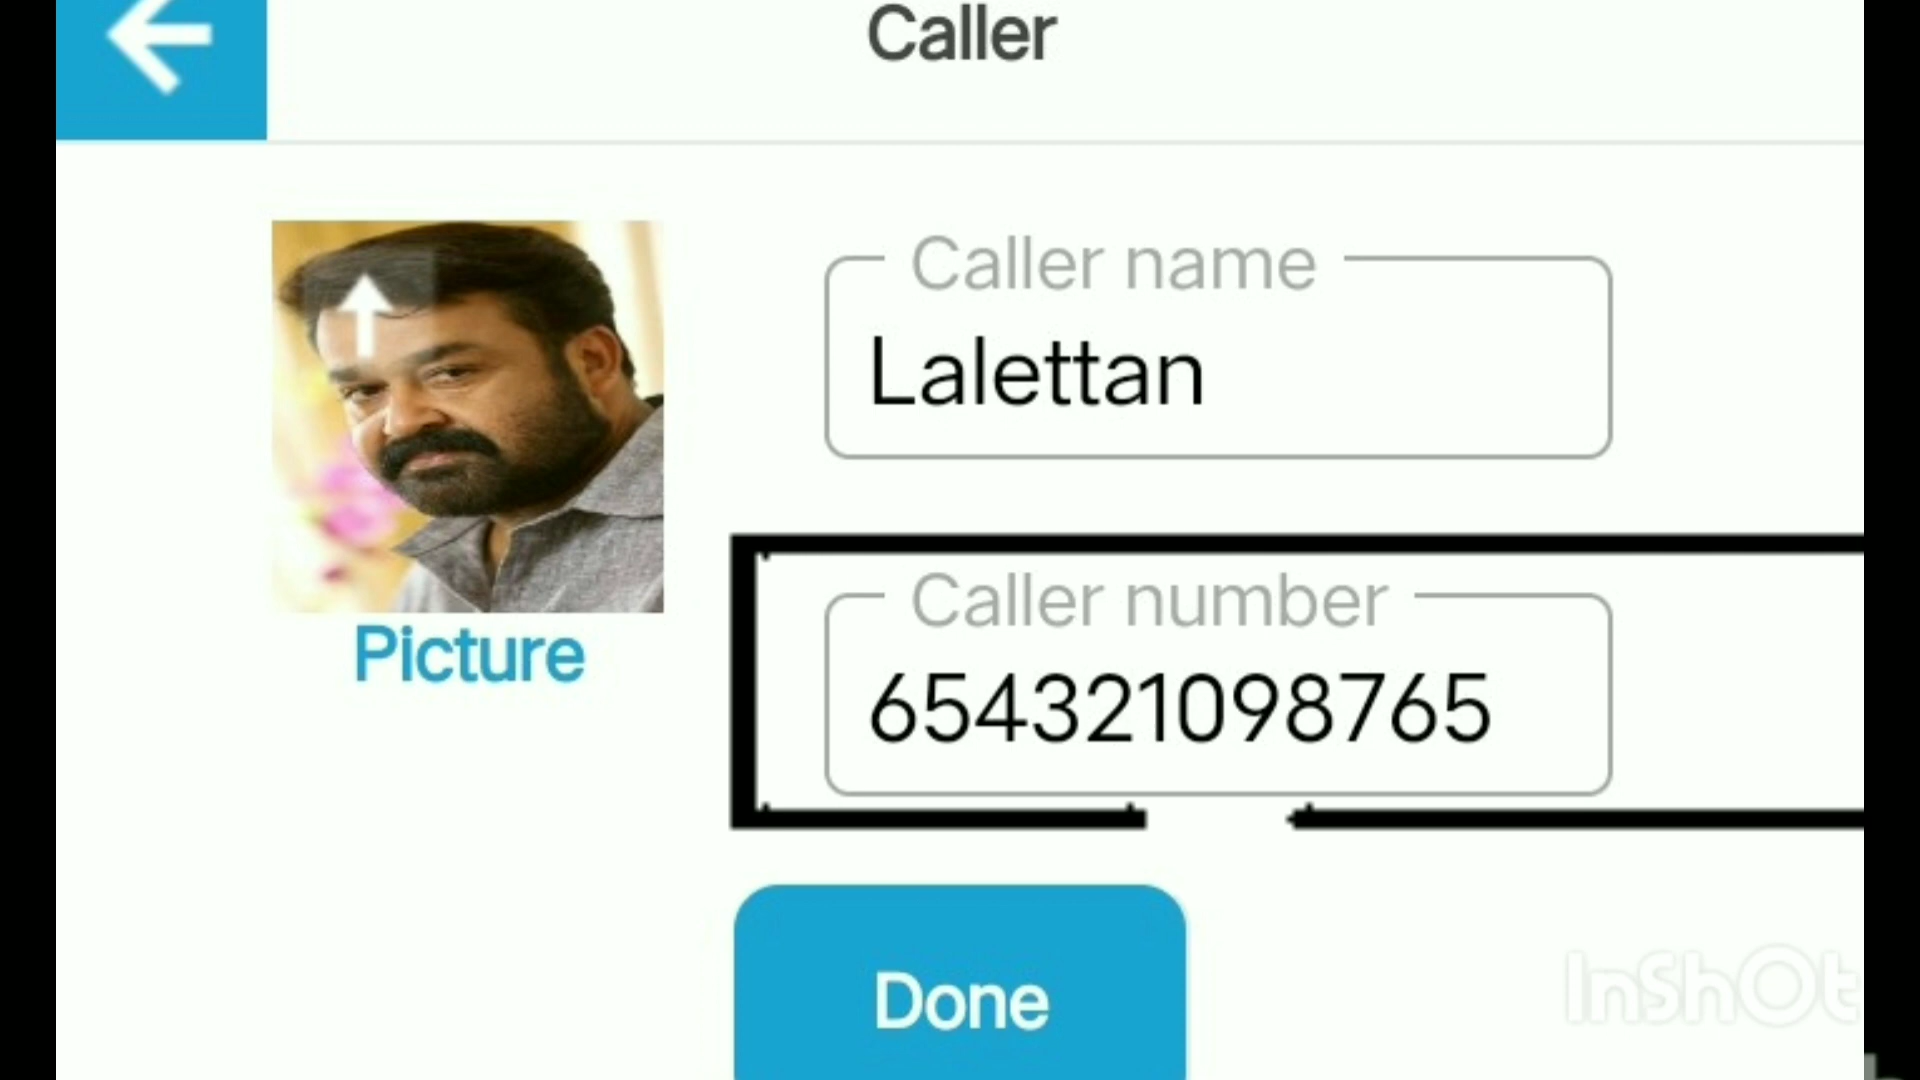 Caller
Caller name
Lalettan
Picture
Caller number
654321098765
Done
InShOt